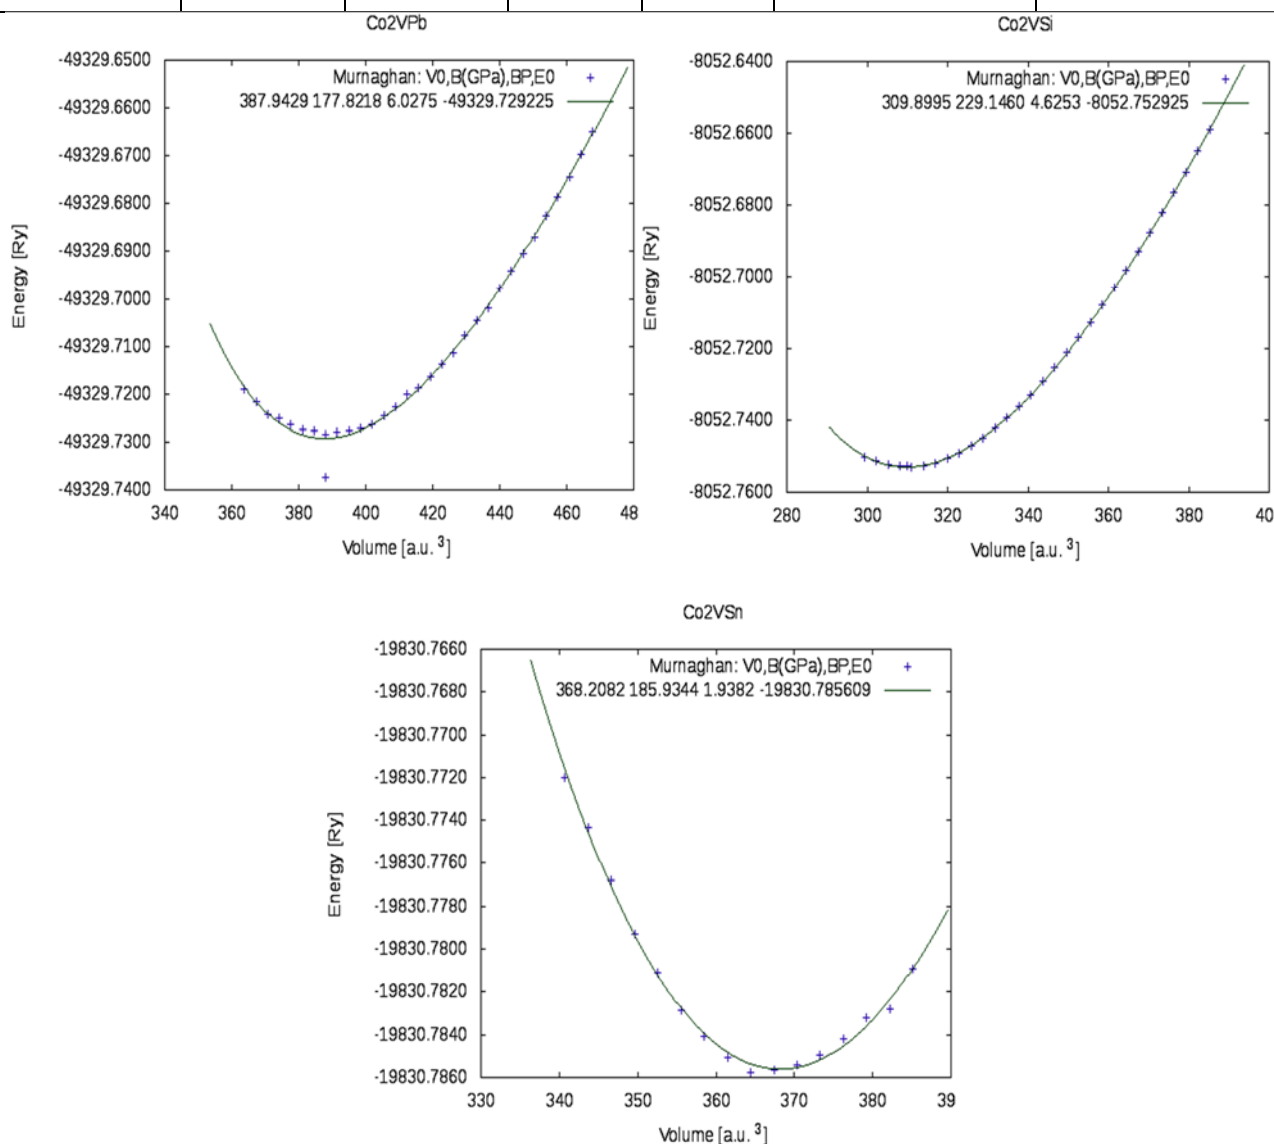 Co2VPb
-49329.6500
-49329.6600
-49329.6700
-49329.6800
-49329.6900
-49329.7000
-49329.7100
-49329.7200
-49329.7300
-49329.7400
Energy [Ry]
Murnaghan: V0,B(GPa),BP,E0
387.9429 177.8218 6.0275 -49329.729225
340 360 380 400 420 440 460 48
Volume [a.u. 3]
Co2VSi
-8052.6400
-8052.6600
-8052.6800
-8052.7000
-8052.7200
-8052.7400
-8052.7600
Energy [Ry]
Murnaghan: V0,B(GPa),BP,E0
309.8995 229.1460 4.6253 -8052.752925
280 300 320 340 360 380 40
Volume [a.u. 3]
Co2VSn
-19830.7660
-19830.7680
-19830.7700
-19830.7720
-19830.7740
-19830.7760
-19830.7780
-19830.7800
-19830.7820
-19830.7840
-19830.7860
Energy [Ry]
Murnaghan: V0,B(GPa),BP,E0
368.2082 185.9344 1.9382 -19830.785609
330 340 350 360 370 380 39
Volume [a.u. 3]